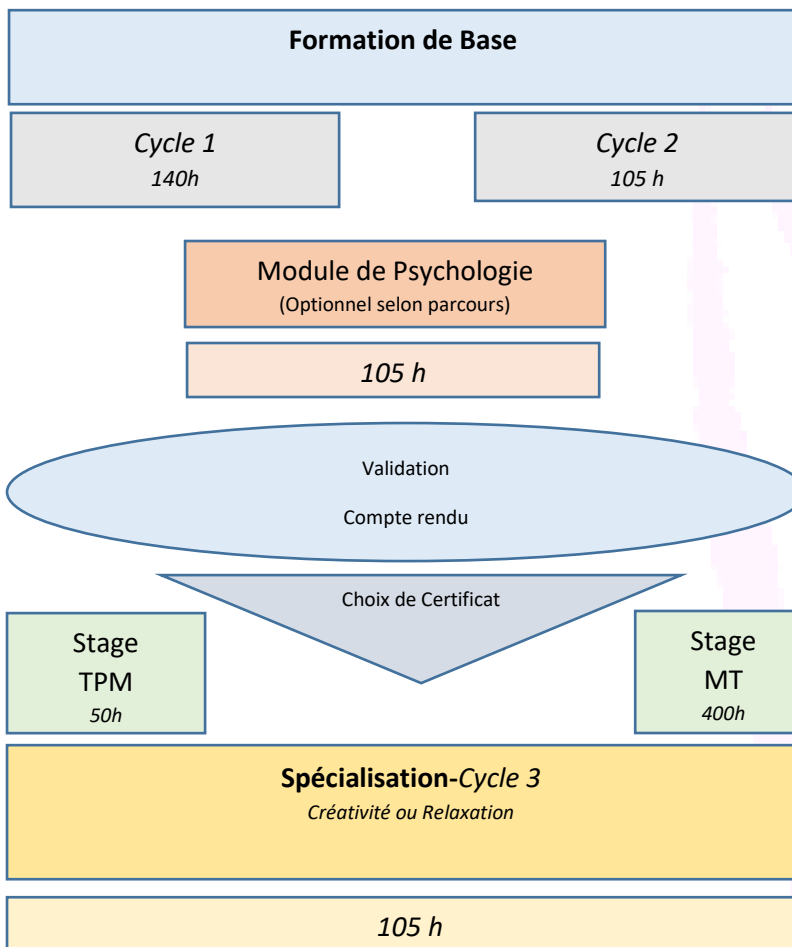 Formation de Base
Cycle 1
140h
Cycle 2
105 h
Module de Psychologie
(Optionnel selon parcours)
105 h
Validation
Compte rendu
Choix de Certificat
Stage
TPM
50h
Stage
MT
400h
Spécialisation-Cycle 3
Créativité ou Relaxation
105 h